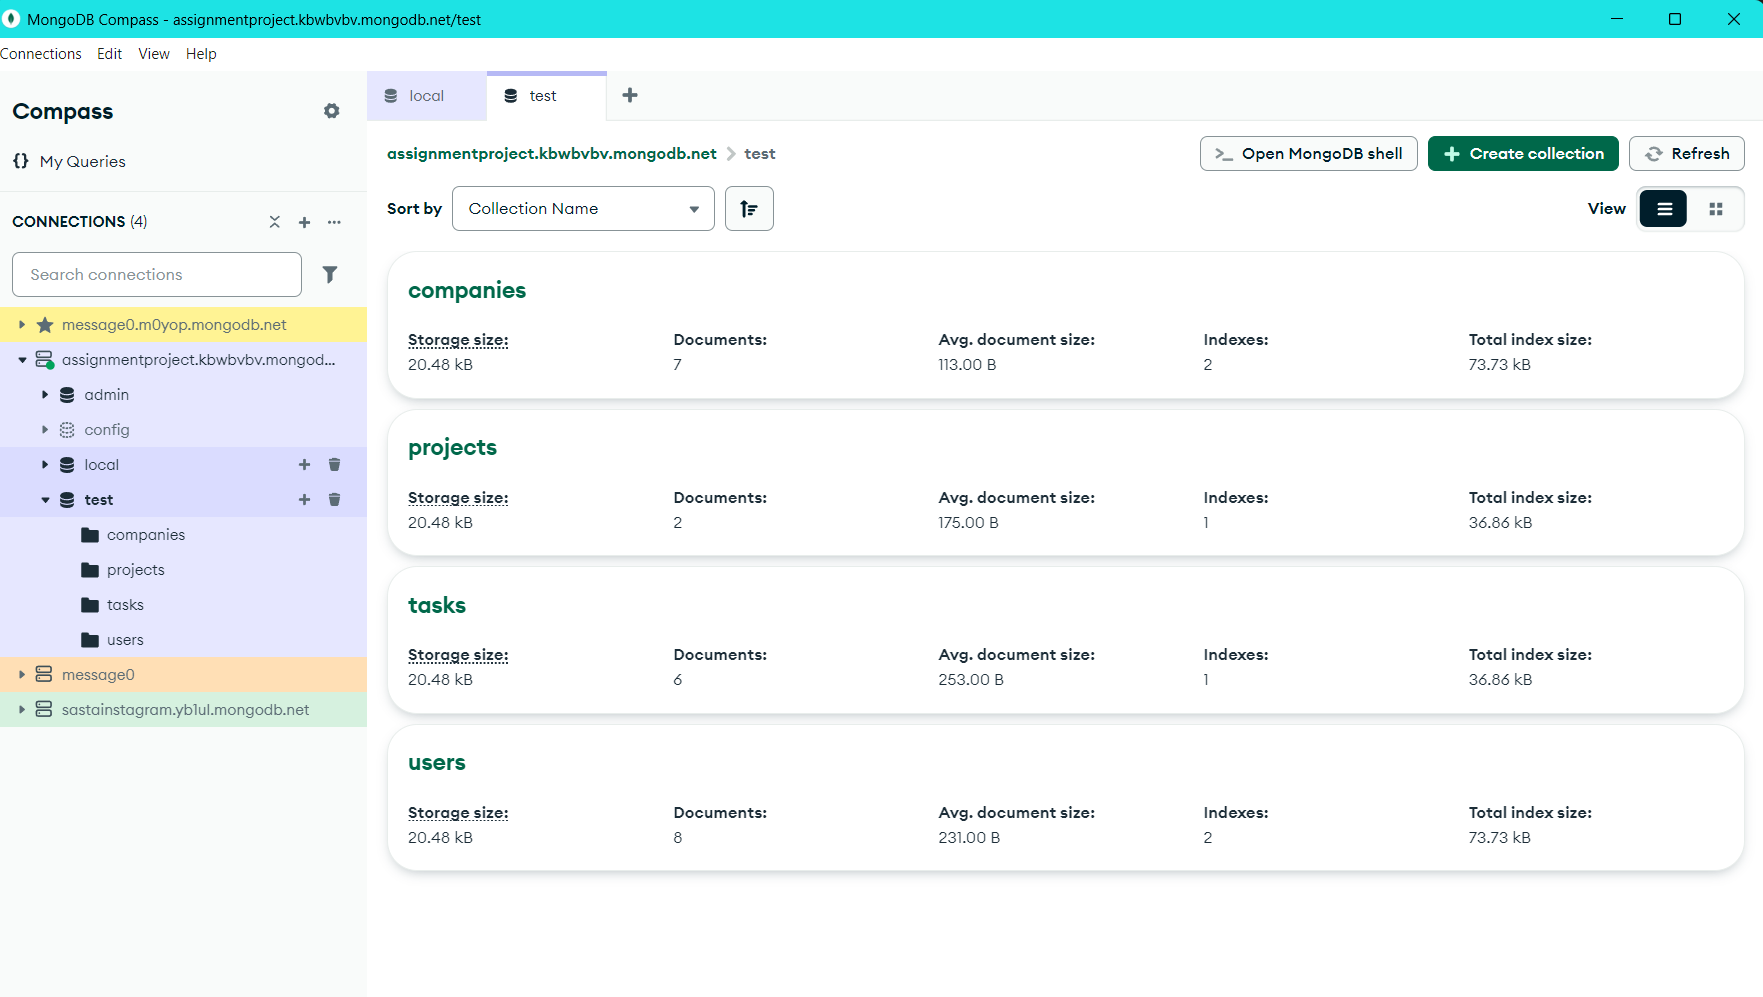 MongoDB Compass - assignmentproject.kbwbvbv.mongodb.net/test
Connections Edit View Help
Compass
My Queries
CONNECTIONS (4)
Search connections
message0.m0yop.mongodb.net
assignmentproject.kbwbvbv.mongod...
admin
config
local
test
companies
projects
tasks
users
message0
sastainstagram.yb1ul.mongodb.net
local test
assignmentproject.kbwbvbv.mongodb.net > test
>_ Open MongoDB shell + Create collection Refresh
Sort by Collection Name View
companies
Storage size: Documents: Avg. document size: Indexes: Total index size:
20.48 kB 7 113.00 B 2 73.73 kB
projects
Storage size: Documents: Avg. document size: Indexes: Total index size:
20.48 kB 2 175.00 B 1 36.86 kB
tasks
Storage size: Documents: Avg. document size: Indexes: Total index size:
20.48 kB 6 253.00 B 1 36.86 kB
users
Storage size: Documents: Avg. document size: Indexes: Total index size:
20.48 kB 8 231.00 B 2 73.73 kB